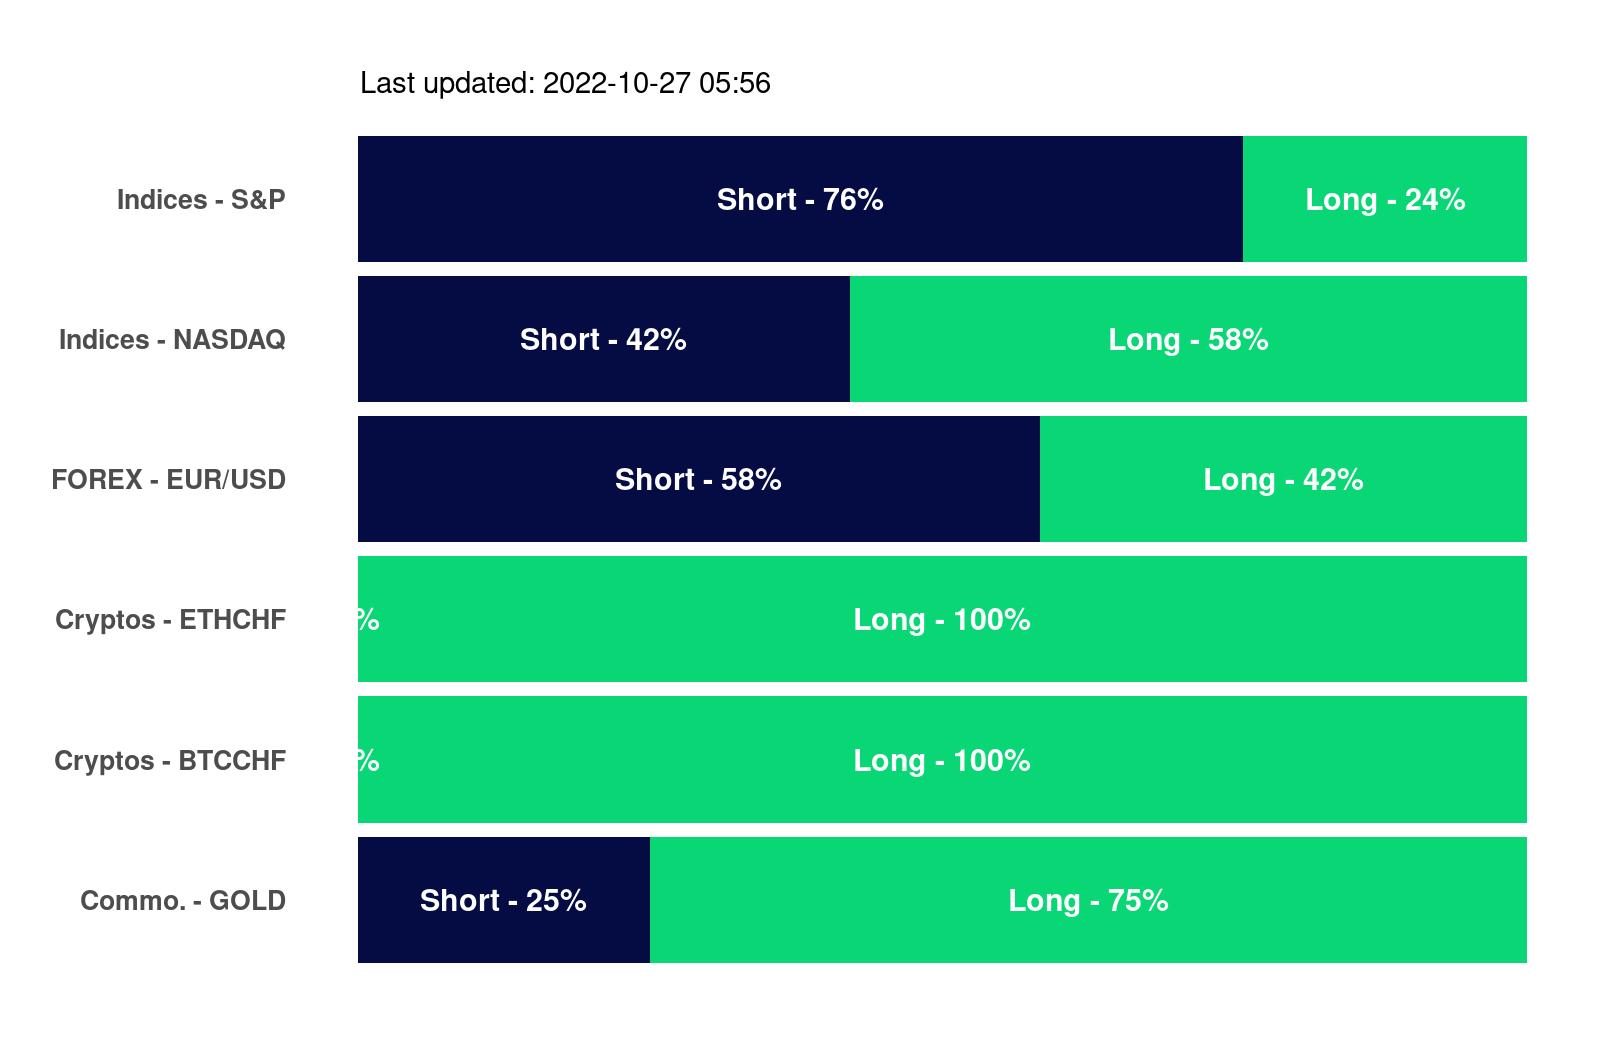 Last updated: 2022-10-27 05:56
Indices - S&P Short - 76% Long - 24%
Indices - NASDAQ Short - 42% Long - 58%
FOREX - EUR/USD Short - 58% Long - 42%
Cryptos - ETHCHF % Long - 100%
Cryptos - BTCCHF % Long - 100%
Commo. - GOLD Short - 25% Long - 75%